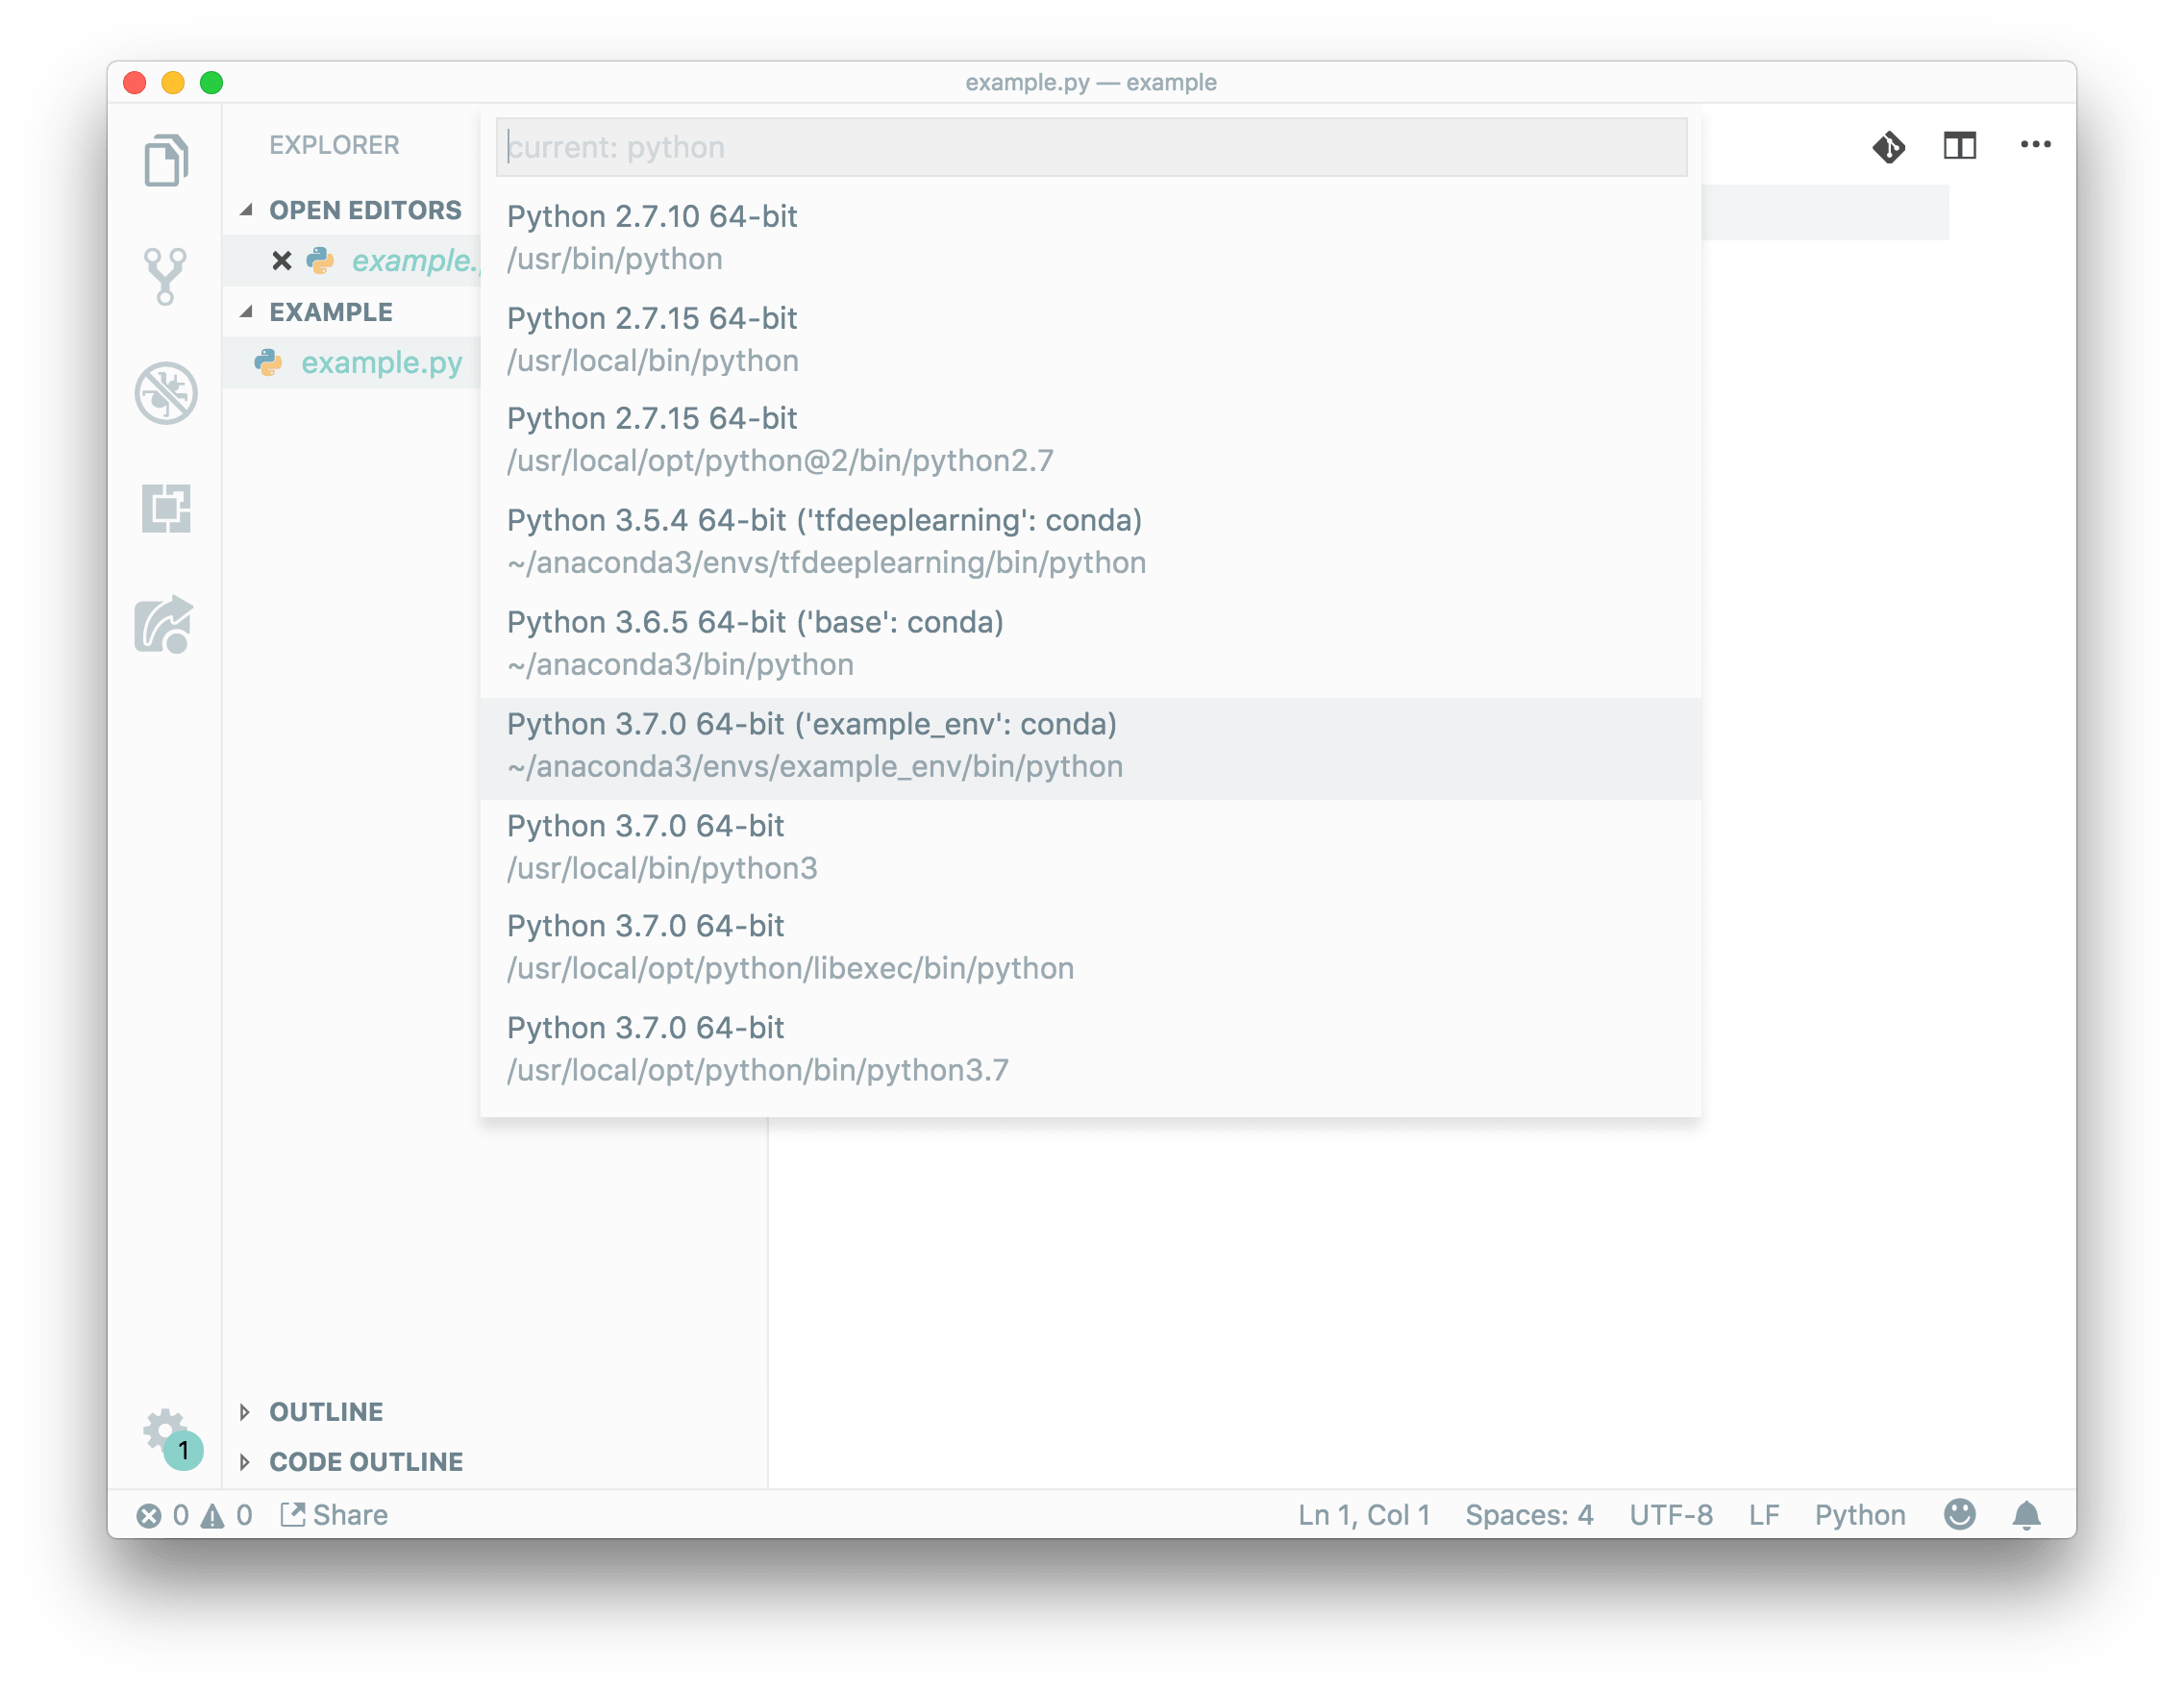 example.py — example
EXPLORER
OPEN EDITORS
example.
EXAMPLE
example.py
current: python
Python 2.7.10 64-bit
/usr/bin/python
Python 2.7.15 64-bit
/usr/local/bin/python
Python 2.7.15 64-bit
/usr/local/opt/python@2/bin/python2.7
Python 3.5.4 64-bit ('tfdeeplearning': conda)
~/anaconda3/envs/tfdeeplearning/bin/python
Python 3.6.5 64-bit ('base': conda)
~/anaconda3/bin/python
Python 3.7.0 64-bit ('example_env': conda)
~/anaconda3/envs/example_env/bin/python
Python 3.7.0 64-bit
/usr/local/bin/python3
Python 3.7.0 64-bit
/usr/local/opt/python/libexec/bin/python
Python 3.7.0 64-bit
/usr/local/opt/python/bin/python3.7
OUTLINE
CODE OUTLINE
1
0 0 Share Ln 1, Col 1 Spaces: 4 UTF-8 LF Python